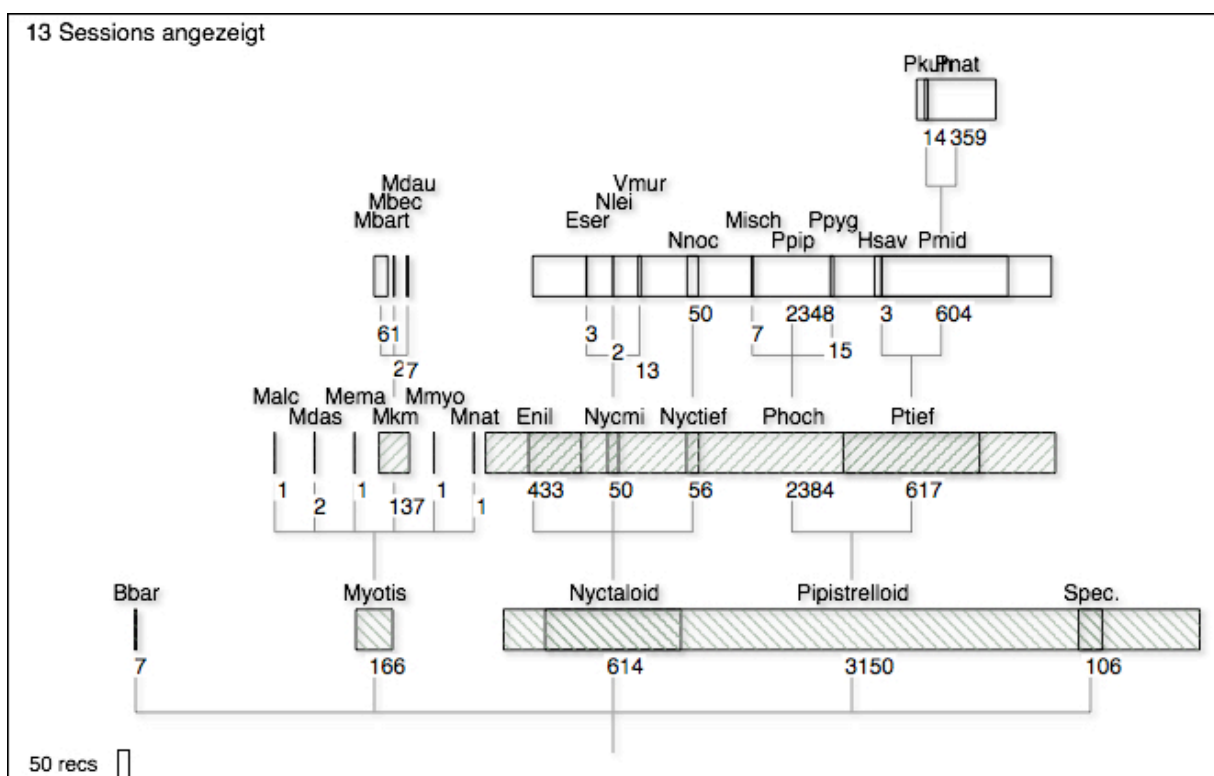 13 Sessions angezeigt
Pkuh Pnat
14 359
Mdau
Mbec
Mbart
Vmur
Nlei
Eser
Nnoc
Misch
Ppip
Ppyg
Hsav
Pmid
61
27
3
2
13
50
7
2348
15
3
604
Malc
Mdas
Mema
Mkm
Mmyo
Mnat
Enil
Nycmi
Nyctief
Phoch
Ptief
1
2
1
137
1
1
433
50
56
2384
617
Bbar Myotis Nyctaloid Pipistrelloid Spec.
7 166 614 3150 106
50 recs